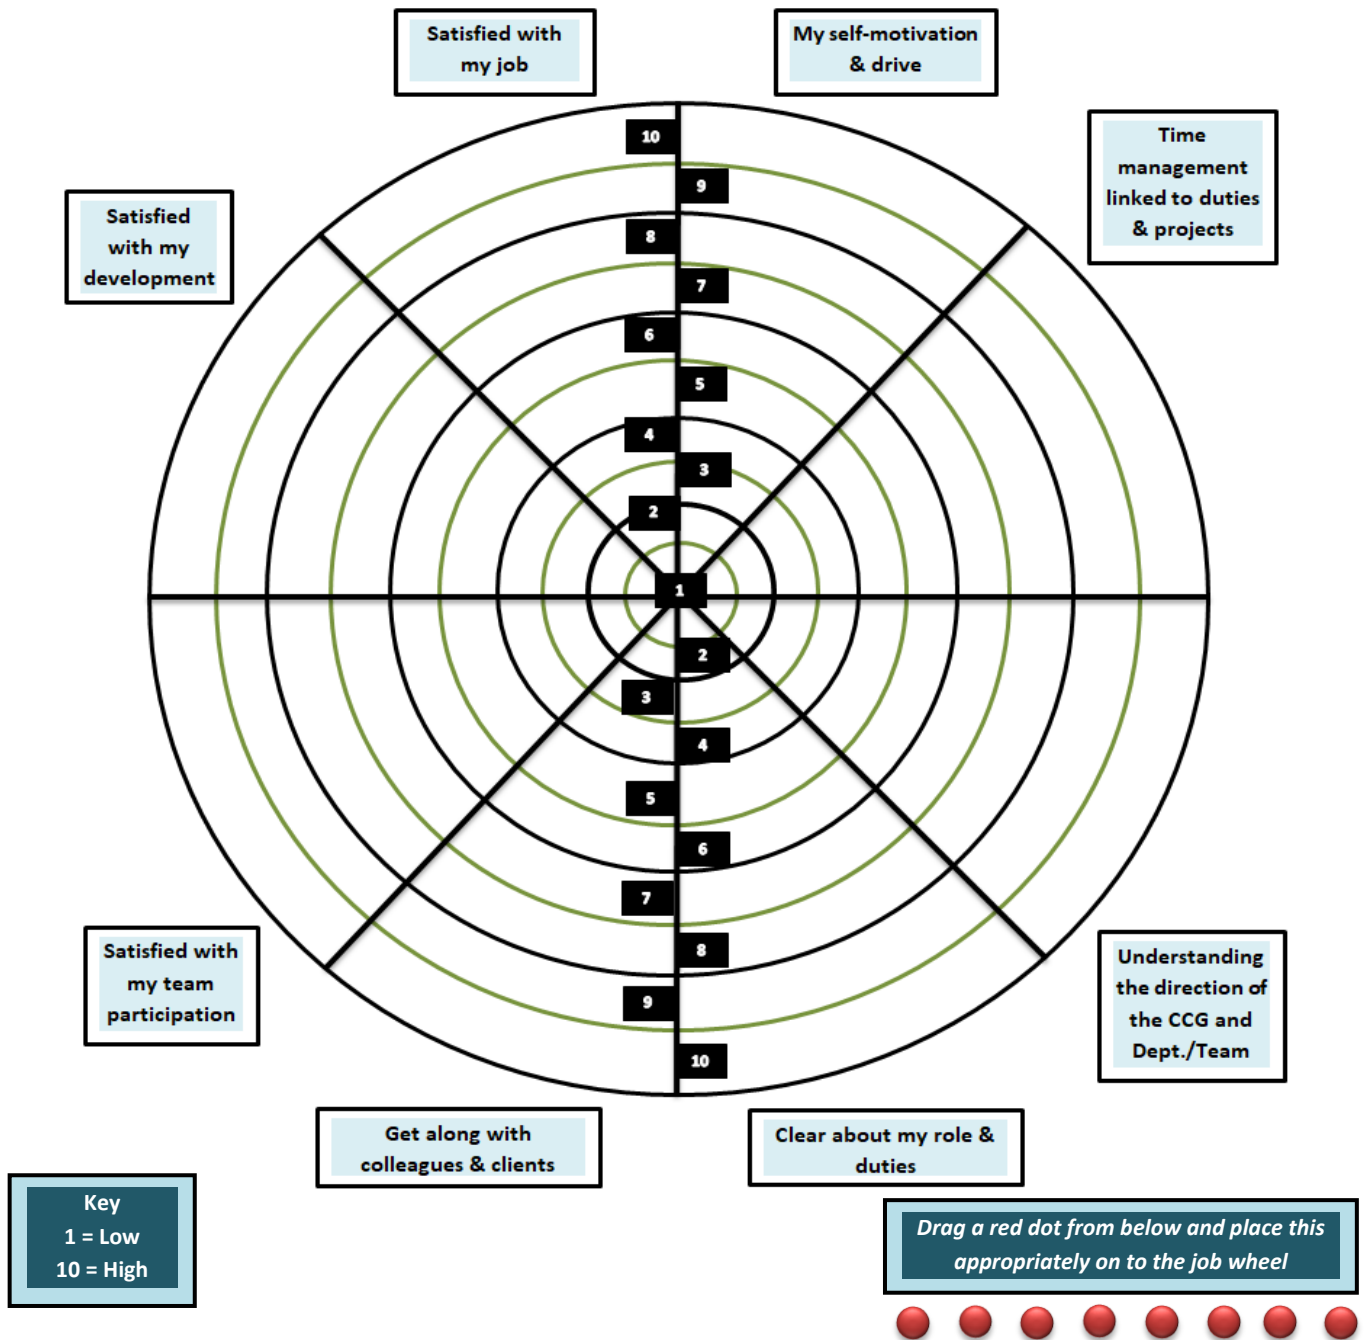 Satisfied with
my job
My self-motivation
& drive
Time
management
linked to duties
& projects
Satisfied
with my
development
10
9
8
7
6
5
4
3
2
1
2
3
4
5
6
7
8
9
10
Satisfied with
my team
participation
Understanding
the direction of
the CCG and
Dept./Team
Get along with
colleagues & clients
Clear about my role &
duties
Key
1 = Low
10 = High
Drag a red dot from below and place this
appropriately on to the job wheel